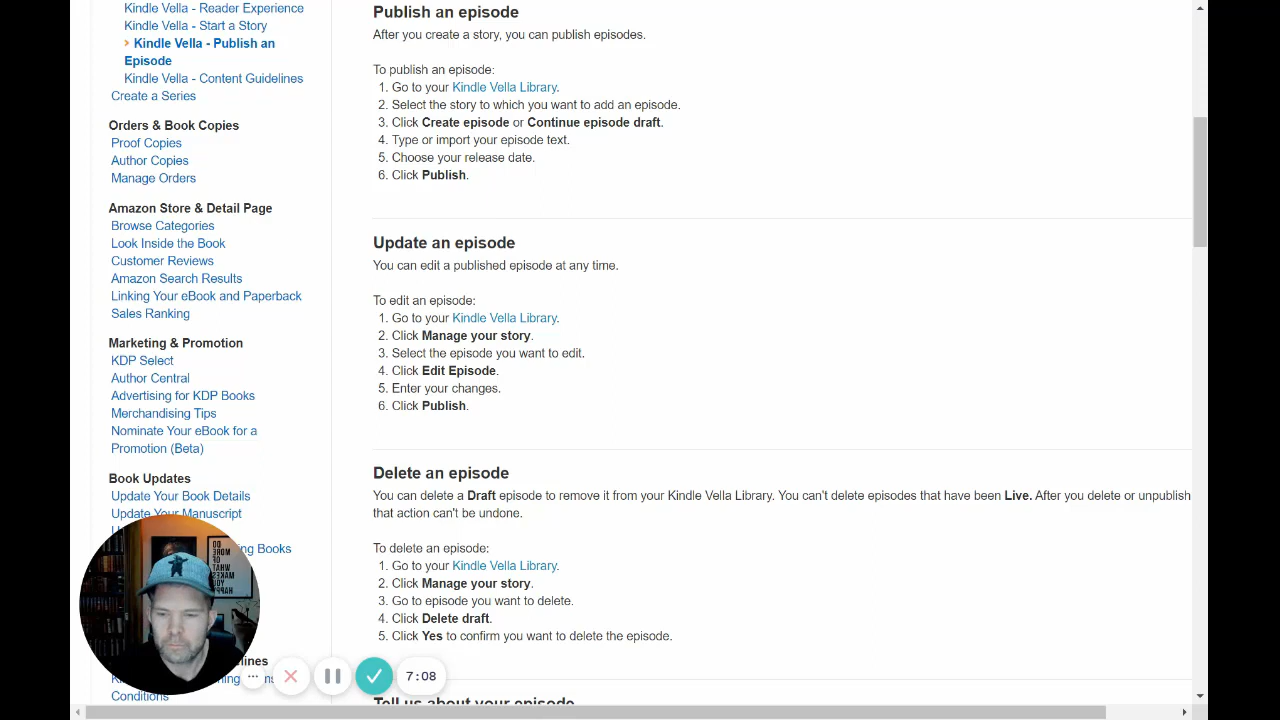 Kindle Vella - Reader Experience
Kindle Vella - Start a Story
› Kindle Vella - Publish an
Episode
Kindle Vella - Content Guidelines
Create a Series
Orders & Book Copies
Proof Copies
Author Copies
Manage Orders
Amazon Store & Detail Page
Browse Categories
Look Inside the Book
Customer Reviews
Amazon Search Results
Linking Your eBook and Paperback
Sales Ranking
Marketing & Promotion
KDP Select
Author Central
Advertising for KDP Books
Merchandising Tips
Nominate Your eBook for a
Promotion (Beta)
Book Updates
Update Your Book Details
Update Your Manuscript
Books
Conditions
Publish an episode
After you create a story, you can publish episodes.
To publish an episode:
1. Go to your Kindle Vella Library.
2. Select the story to which you want to add an episode.
3. Click Create episode or Continue episode draft.
4. Type or import your episode text.
5. Choose your release date.
6. Click Publish.
Update an episode
You can edit a published episode at any time.
To edit an episode:
1. Go to your Kindle Vella Library.
2. Click Manage your story.
3. Select the episode you want to edit.
4. Click Edit Episode.
5. Enter your changes.
6. Click Publish.
Delete an episode
You can delete a Draft episode to remove it from your Kindle Vella Library. You can't delete episodes that have been Live. After you delete or unpublish
that action can't be undone.
To delete an episode:
1. Go to your Kindle Vella Library.
2. Click Manage your story.
3. Go to episode you want to delete.
4. Click Delete draft.
5. Click Yes to confirm you want to delete the episode.
Tell us about your episode
7:08